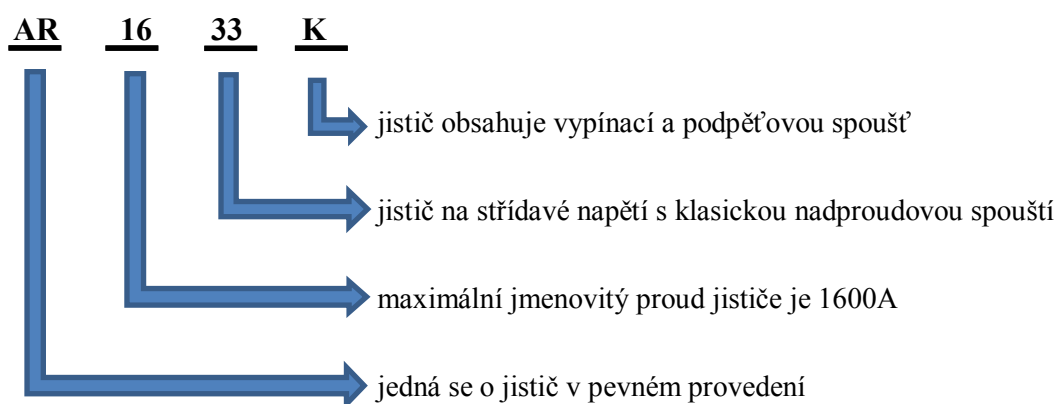 AR 16 33 K
jistič obsahuje vypínací a podpěťovou spoušť
jistič na střídavé napětí s klasickou nadproudovou spouští
maximální jmenovitý proud jističe je 1600A
jedná se o jistič v pevném provedení